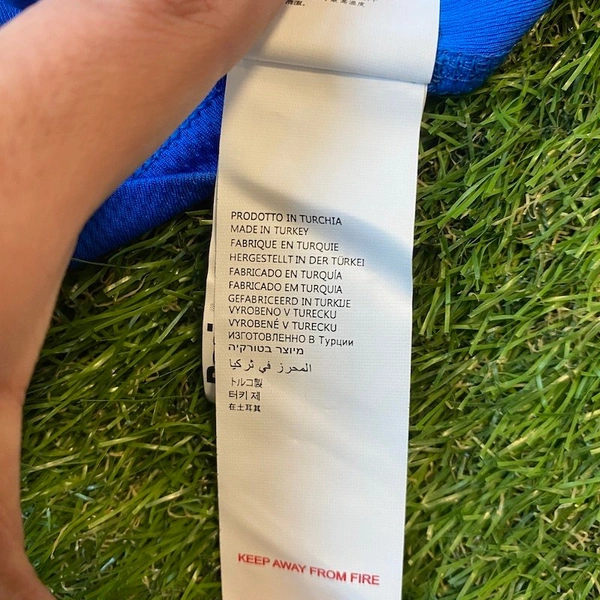 清潔。
PRODOTTO IN TURCHIA
MADE IN TURKEY
FABRIQUE EN TURQUIE
HERGESTELLT IN DER TÜRKEI
FABRICADO EN TURQUÍA
FABRICADO EM TURQUIA
GEFABRICEERD IN TURKIJE
VYROBENO V TURECKU
VYROBENÉ V TURECKU
ИЗГОТОВЛЕННО В Турции
מיוצר בטורקיה
المحرز في تركيا
トルコ製
터키 제
在土耳其
KEEP AWAY FROM FIRE